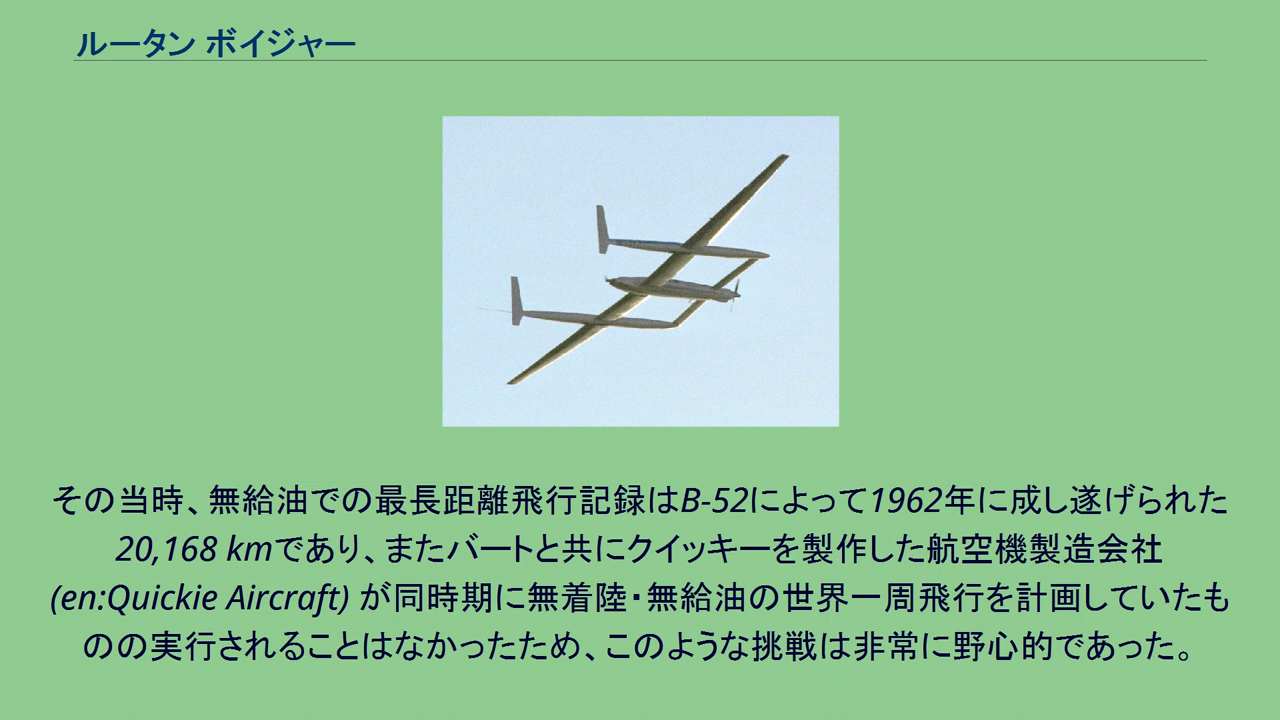 ルータン ボイジャー
その当時、無給油での最長距離飛行記録はB-52によって1962年に成し遂げられた
20,168 kmであり、またバートと共にクイッキーを製作した航空機製造会社
(en:Quickie Aircraft) が同時期に無着陸・無給油の世界一周飛行を計画していたも
のの実行されることはなかったため、このような挑戦は非常に野心的であった。